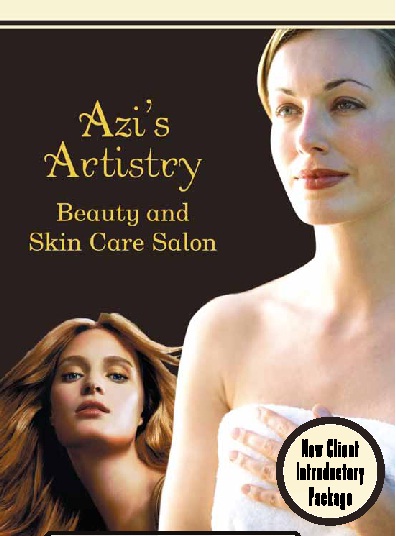 Azi's
Artistry
Beauty and
Skin Care Salon
New Client
Introductory
Package